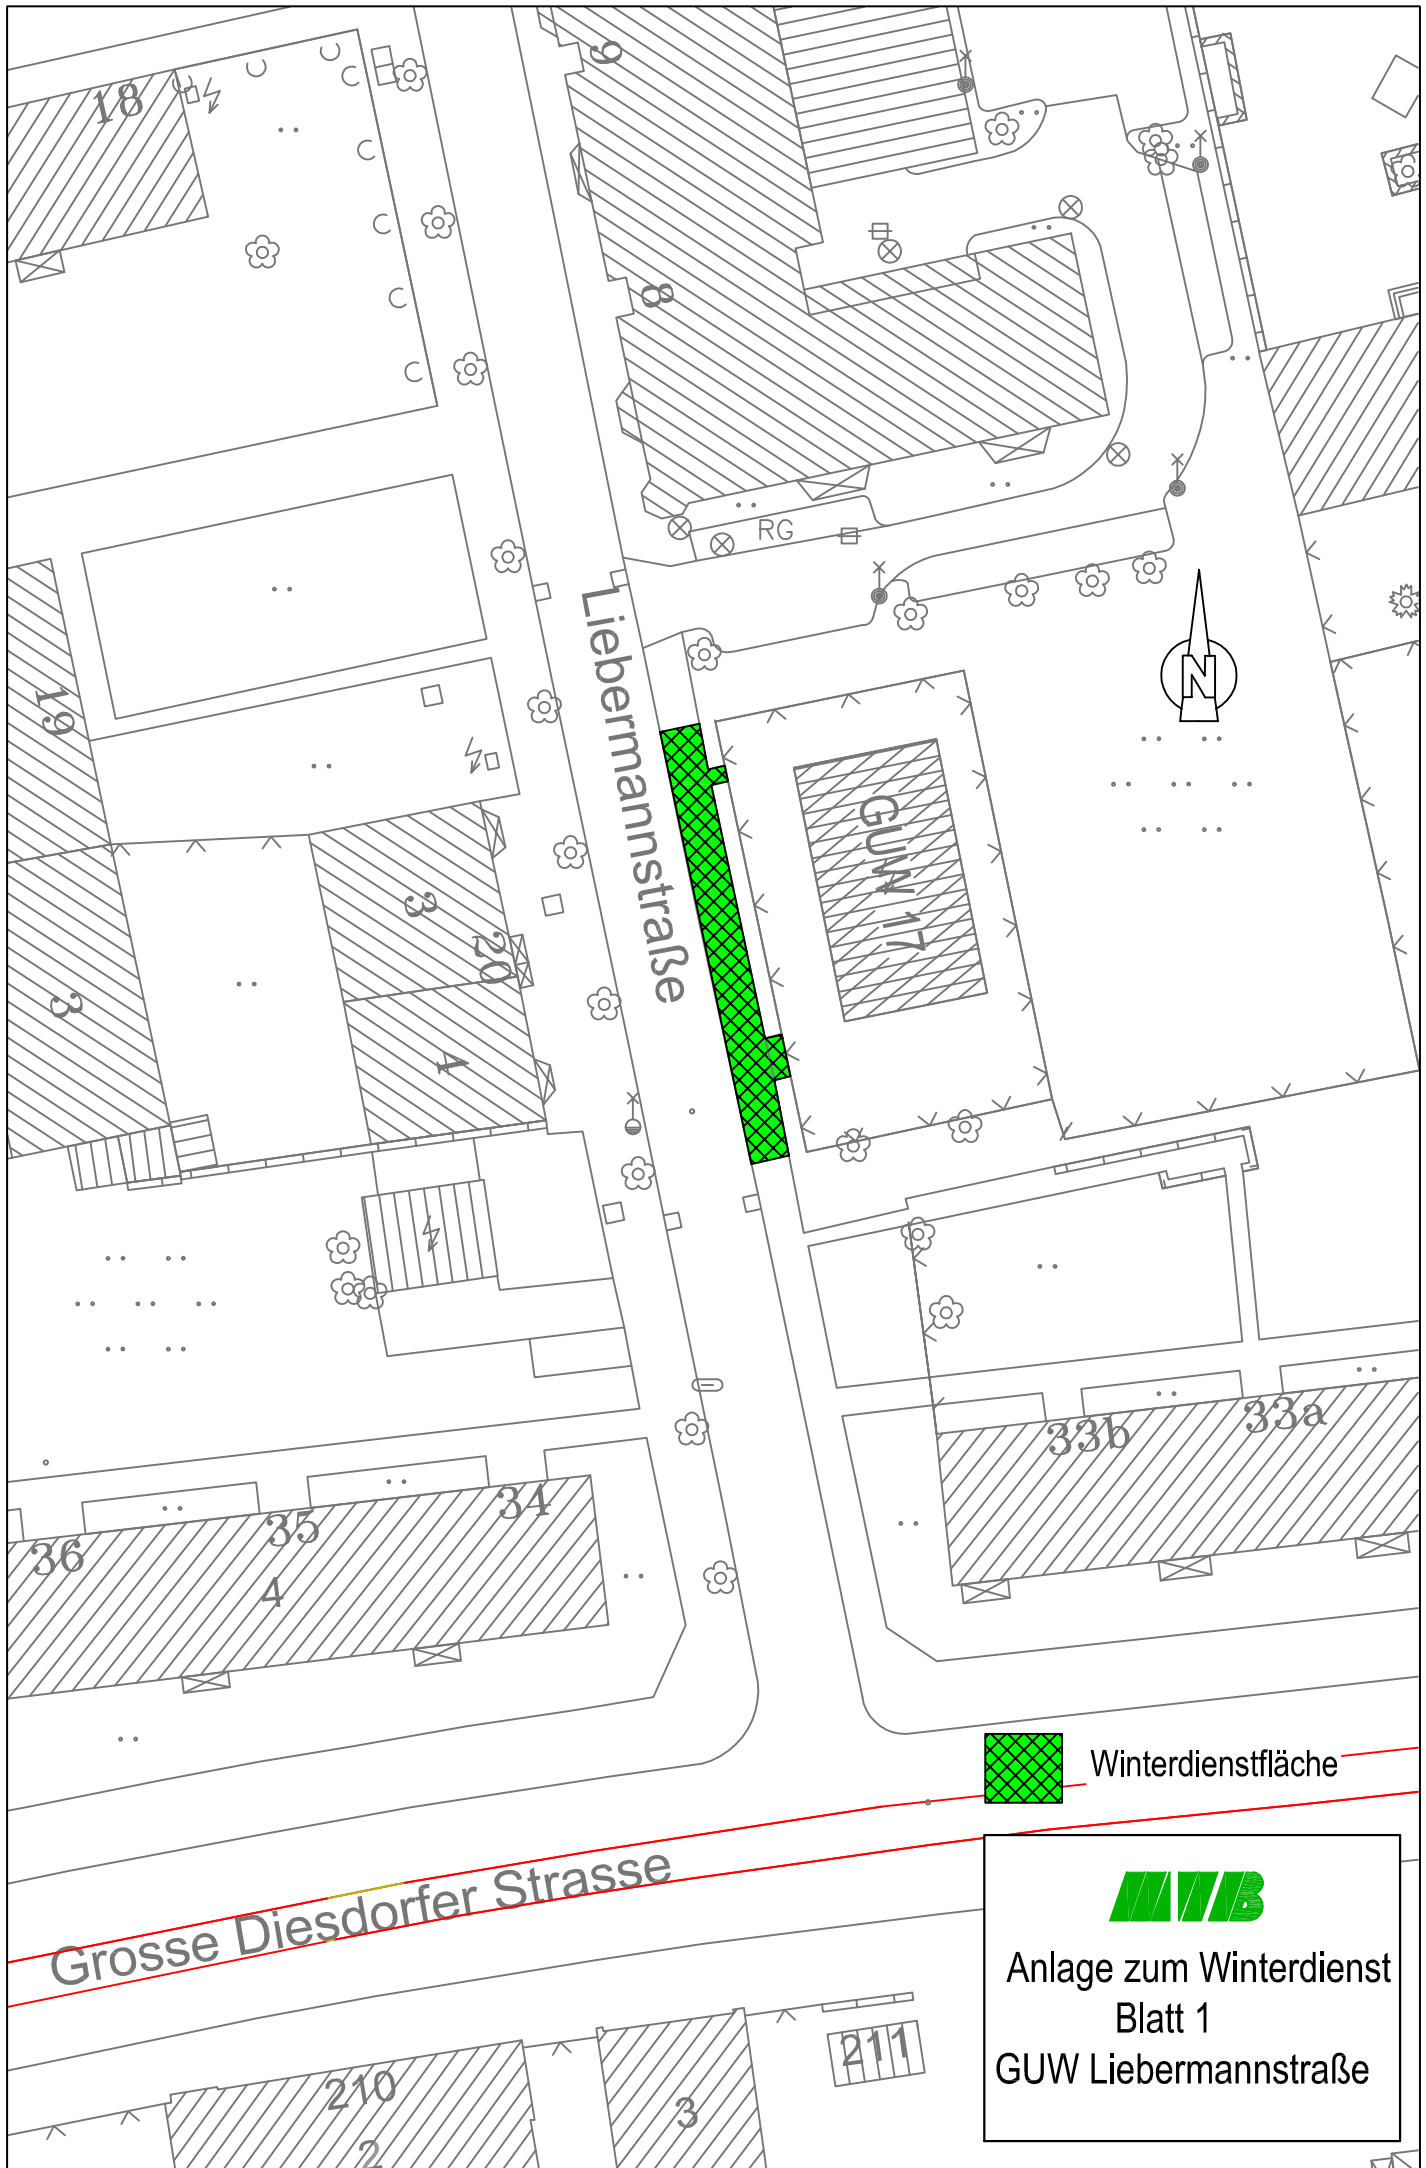 18
9
8
RG
Liebermannstraße
N
19
GUW 17
3
20
3
4
33b
33a
34
35
36
4
Winterdienstfläche
Grosse Diesdorfer Strasse
MVB
Anlage zum Winterdienst
Blatt 1
GUW Liebermannstraße
211
210
3
2